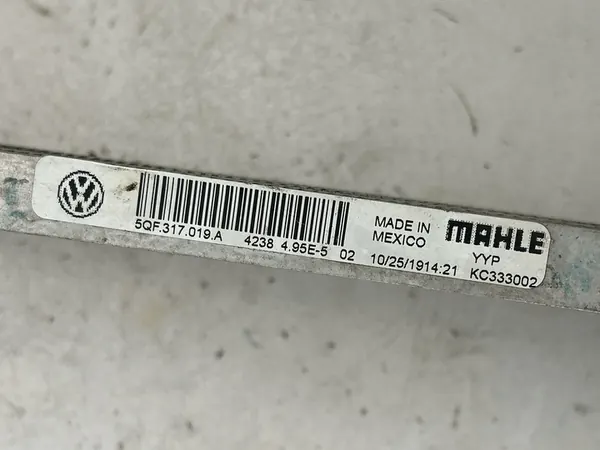 5QF.317.019.A 4238 4.95E-5 02
MADE IN
MEXICO
10/25/1914:21
MAHLE
YYP
KC333002